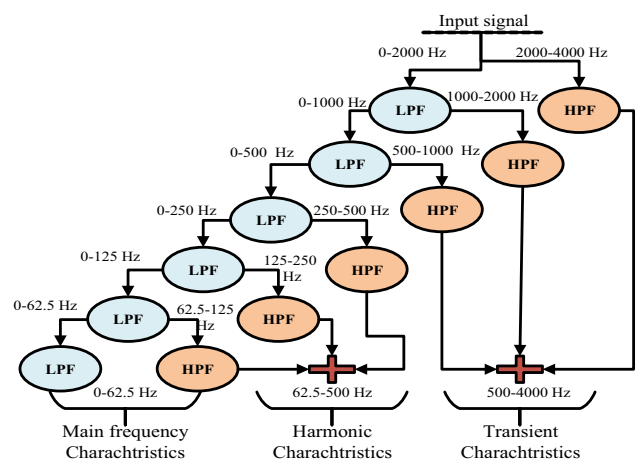 Input signal
0-2000 Hz
2000-4000 Hz
LPF
HPF
0-1000 Hz
1000-2000 Hz
LPF
HPF
0-500 Hz
500-1000 Hz
LPF
HPF
0-250 Hz
250-500 Hz
LPF
HPF
0-125 Hz
125-250
Hz
LPF
HPF
0-62.5 Hz
62.5-125
Hz
LPF
HPF
0-62.5 Hz
62.5-500 Hz
500-4000 Hz
Main frequency
Charachtristics
Harmonic
Charachtristics
Transient
Charachtristics